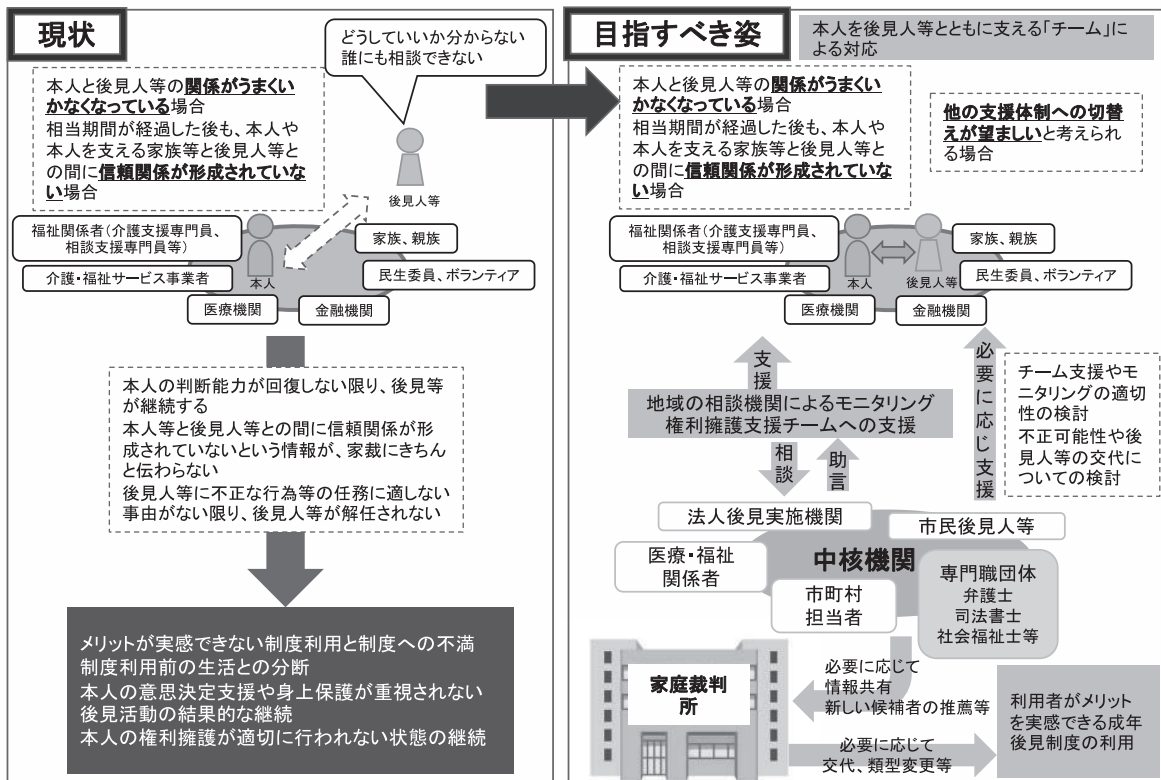 現状
どうしていいか分からない
誰にも相談できない
本人と後見人等の関係がうまくい
かなくなっている場合
相当期間が経過した後も、本人や
本人を支える家族等と後見人等と
の間に信頼関係が形成されていな
い場合
後見人等
福祉関係者(介護支援専門員、
相談支援専門員等)
家族、親族
介護・福祉サービス事業者
本人
民生委員、ボランティア
医療機関
金融機関
本人の判断能力が回復しない限り、後見等
が継続する
本人等と後見人等との間に信頼関係が形
成されていないという情報が、家裁にきちん
と伝わらない
後見人等に不正な行為等の任務に適しない
事由がない限り、後見人等が解任されない
メリットが実感できない制度利用と制度への不満
制度利用前の生活との分断
本人の意思決定支援や身上保護が重視されない
後見活動の結果的な継続
本人の権利擁護が適切に行われない状態の継続
目指すべき姿
本人を後見人等とともに支える「チーム」に
よる対応
本人と後見人等の関係がうまくい
かなくなっている場合
相当期間が経過した後も、本人や
本人を支える家族等と後見人等と
の間に信頼関係が形成されていな
い場合
他の支援体制への切替
えが望ましいと考えられ
る場合
福祉関係者(介護支援専門員、
相談支援専門員等)
家族、親族
介護・福祉サービス事業者
本人
後見人等
民生委員、ボランティア
医療機関
金融機関
支援
必要に応じ支援
チーム支援やモ
ニタリングの適切
性の検討
不正可能性や後
見人等の交代に
ついての検討
地域の相談機関によるモニタリング
権利擁護支援チームへの支援
相談
助言
法人後見実施機関
市民後見人等
医療・福祉
関係者
中核機関
市町村
担当者
専門職団体
弁護士
司法書士
社会福祉士等
家庭裁判
所
必要に応じて
情報共有
新しい候補者の推薦等
必要に応じて
交代、類型変更等
利用者がメリット
を実感できる成年
後見制度の利用